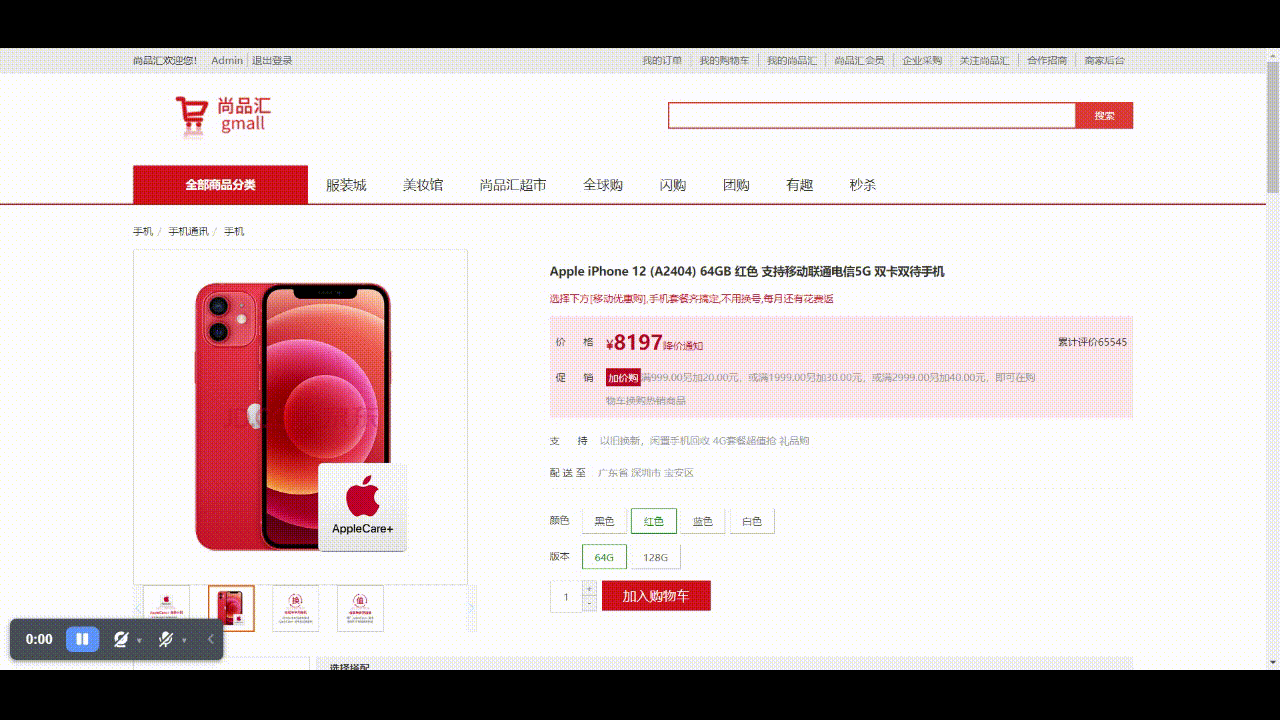 尚品汇欢迎您! Admin 退出登录 我的订单 我的购物车 我的尚品汇 尚品汇会员 企业采购 关注尚品汇 合作招商 商家后台
尚品汇
gmall
搜索
全部商品分类 服装城 美妆馆 尚品汇超市 全球购 闪购 团购 有趣 秒杀
手机 / 手机通讯 / 手机
Apple iPhone 12 (A2404) 64GB 红色 支持移动联通电信5G 双卡双待手机
选择下方[移动优惠购],手机套餐齐搞定,不用换号,每月还有花费返
价 格 ¥8197 降价通知 累计评价65545
促 销 加价购 满999.00另加20.00元，或满1999.00另加30.00元，或满2999.00另加40.00元，即可在购
物车换购热销商品
支 持 以旧换新，闲置手机回收 4G套餐超值抢 礼品购
配 送 至 广东省 深圳市 宝安区
AppleCare+
颜色 黑色 红色 蓝色 白色
版本 64G 128G
1 + - 加入购物车
换 值
0:00
选择搭配